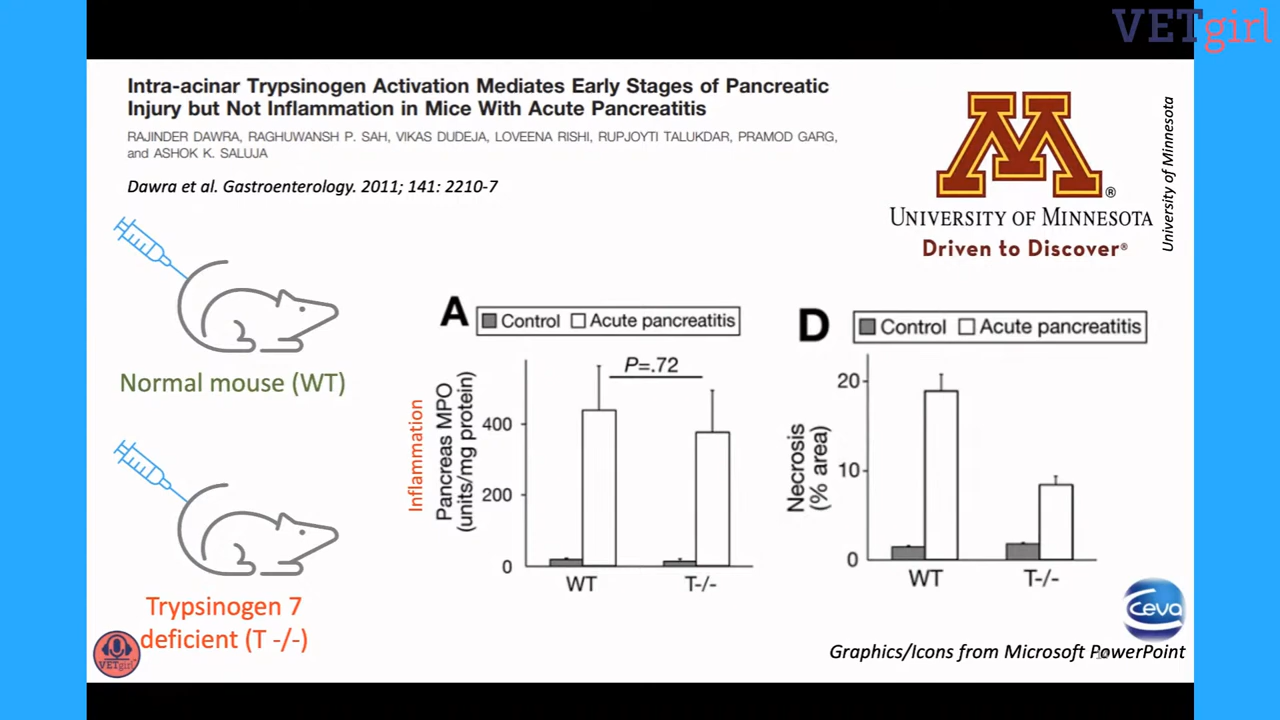 VETgirl
Intra-acinar Trypsinogen Activation Mediates Early Stages of Pancreatic
Injury but Not Inflammation in Mice With Acute Pancreatitis
RAJINDER DAWRA, RAGHUWANSH P. SAH, VIKAS DUDEJA, LOVEENA RISHI, RUPJOYTI TALUKDAR, PRAMOD GARG,
and ASHOK K. SALUJA
Dawra et al. Gastroenterology. 2011; 141: 2210-7
M®
UNIVERSITY OF MINNESOTA
Driven to Discover®
University of Minnesota
Normal mouse (WT)
Trypsinogen 7
deficient (T -/-)
A
Control Acute pancreatitis
P=.72
Inflammation
Pancreas MPO
(units/mg protein)
400
200
0
WT T-/-
D
Control Acute pancreatitis
Necrosis
(% area)
20
10
0
WT T-/-
Ceva
VETgirl
Graphics/Icons from Microsoft PowerPoint